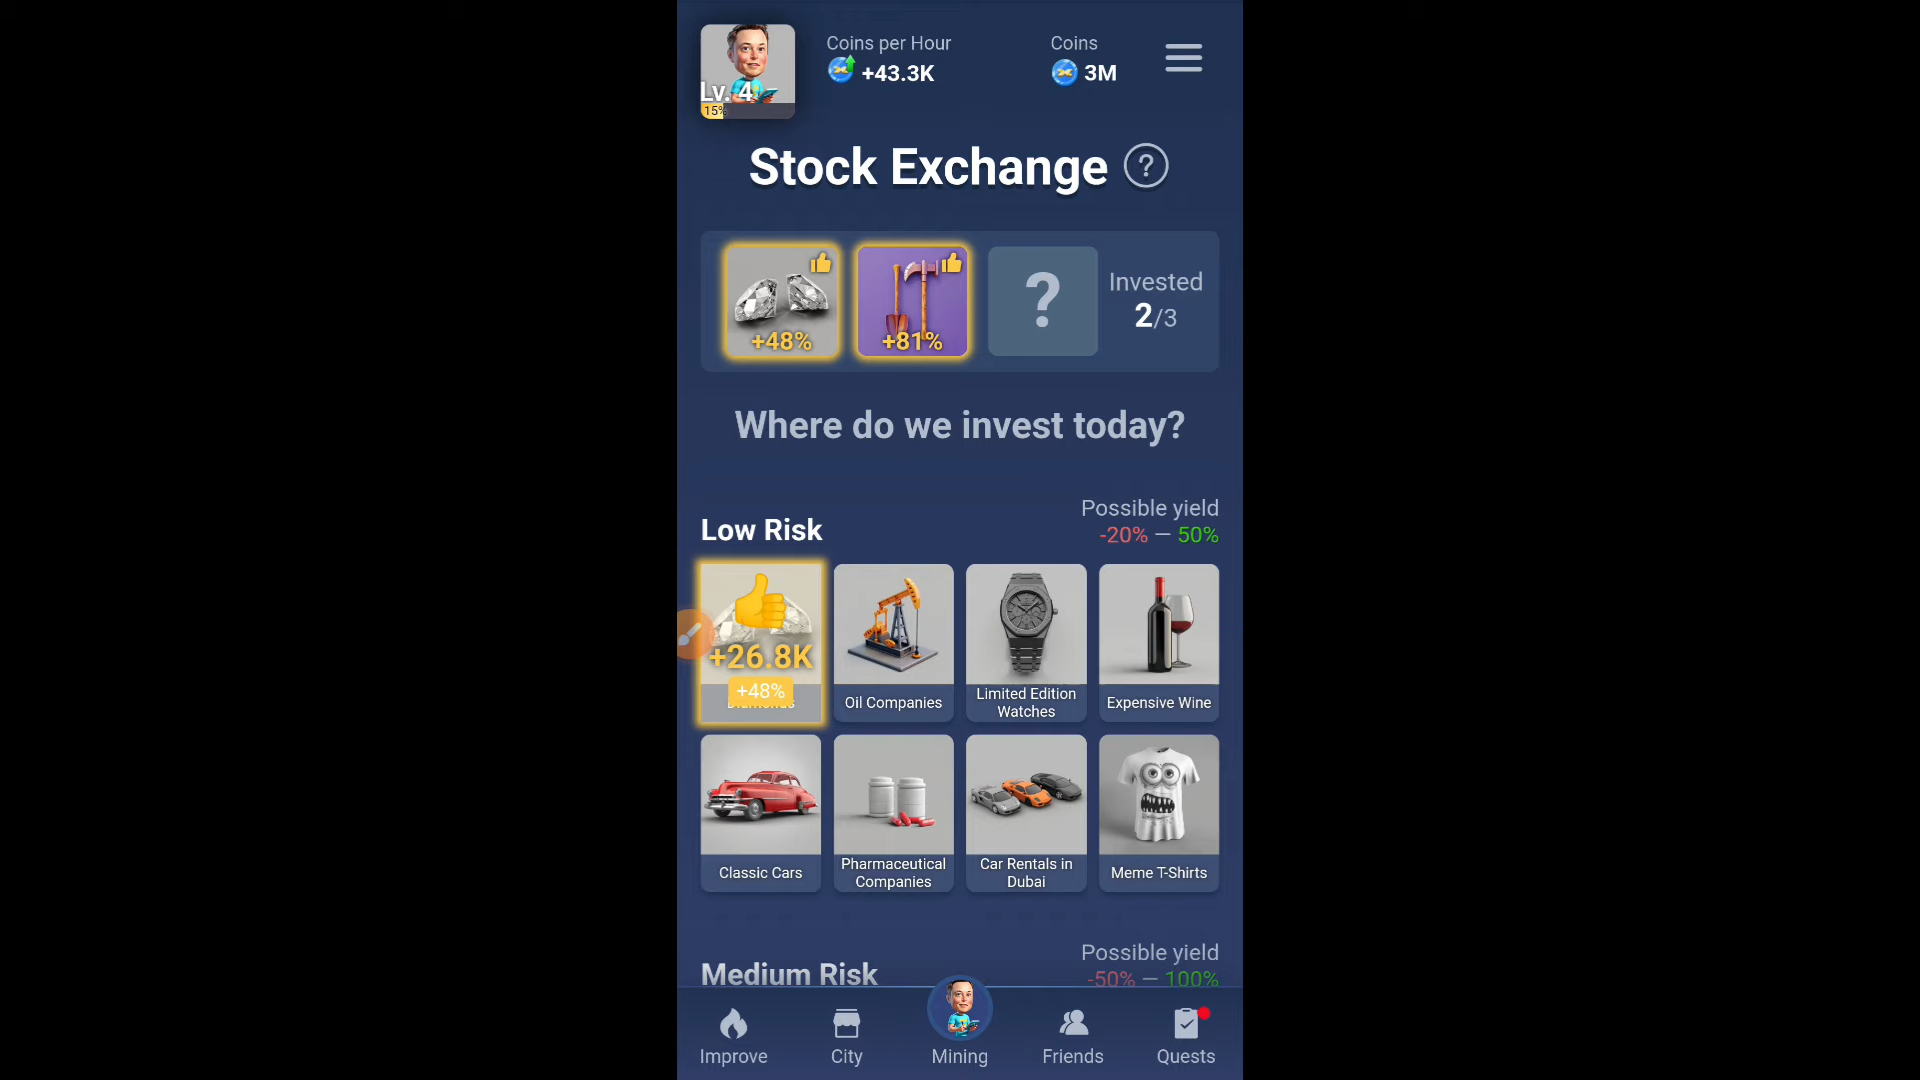 Coins per Hour
+43.3K
Coins
3M
Lv. 4
15%
Stock Exchange ?
+48%
+81%
?
Invested
2/3
Where do we invest today?
Low Risk
Possible yield
-20% — 50%
+26.8K
+48%
Diamonds
Oil Companies
Limited Edition
Watches
Expensive Wine
Classic Cars
Pharmaceutical
Companies
Car Rentals in
Dubai
Meme T-Shirts
Medium Risk
Possible yield
-50% — 100%
Improve
City
Mining
Friends
Quests